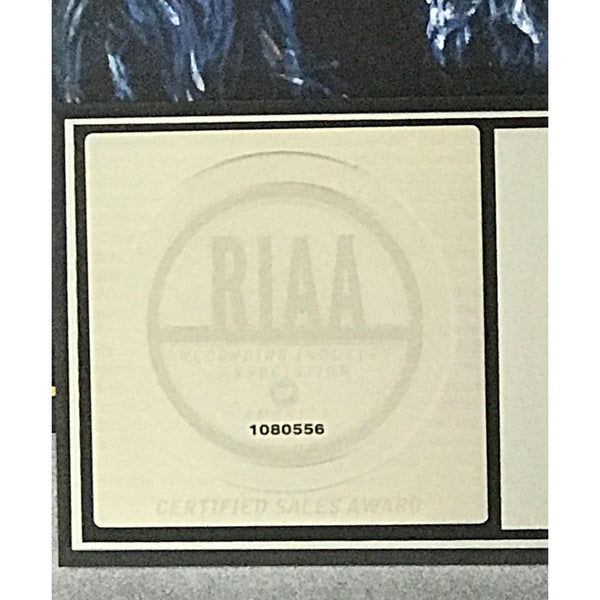 RIAA
RECORDING INDUSTRY
ASSOCIATION
OF
AMERICA
1080556
CERTIFIED SALES AWARD